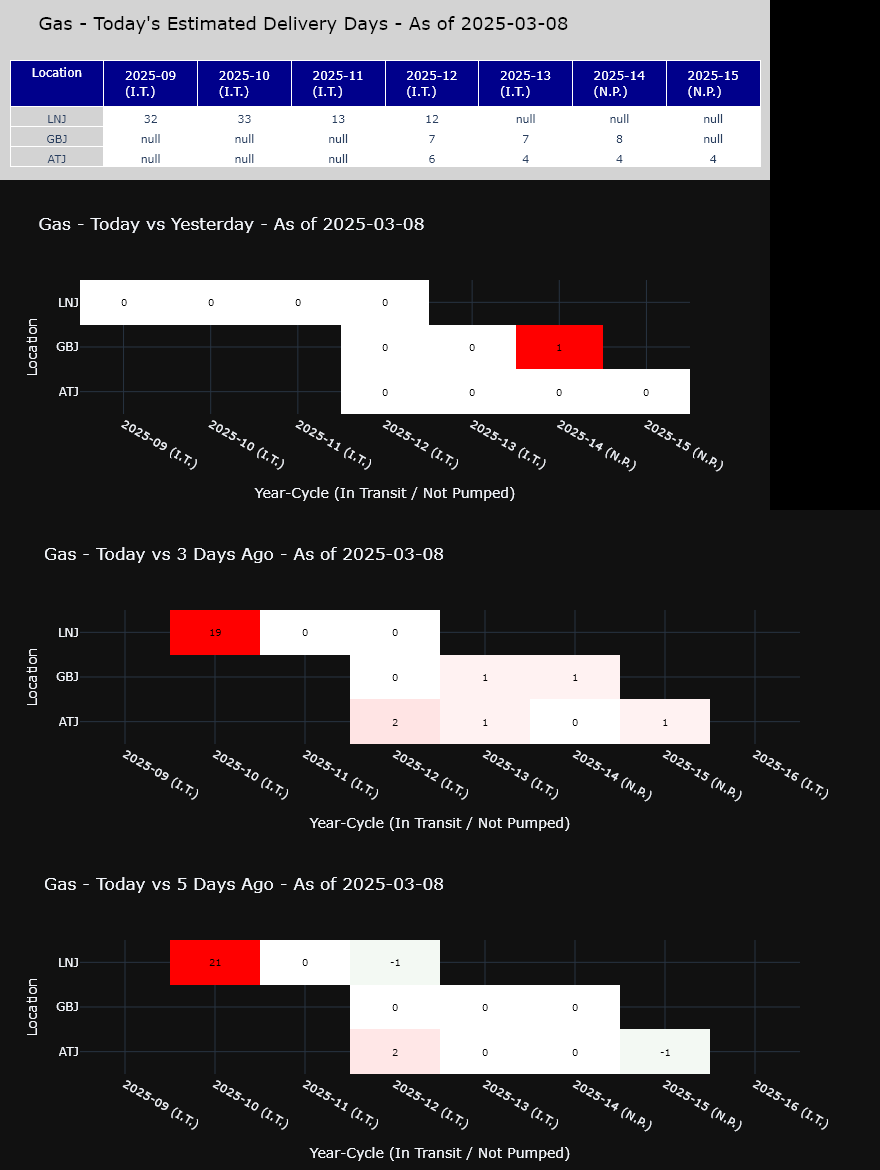 Gas - Today's Estimated Delivery Days - As of 2025-03-08
Location 2025-09 (I.T.) 2025-10 (I.T.) 2025-11 (I.T.) 2025-12 (I.T.) 2025-13 (I.T.) 2025-14 (N.P.) 2025-15 (N.P.)
LNJ 32 33 13 12 null null null
GBJ null null null 7 7 8 null
ATJ null null null 6 4 4 4
Gas - Today vs Yesterday - As of 2025-03-08
Location
LNJ 0 0 0 0
GBJ 0 0 1
ATJ 0 0 0 0
2025-09 (I.T.) 2025-10 (I.T.) 2025-11 (I.T.) 2025-12 (I.T.) 2025-13 (I.T.) 2025-14 (N.P.) 2025-15 (N.P.)
Year-Cycle (In Transit / Not Pumped)
Gas - Today vs 3 Days Ago - As of 2025-03-08
Location
LNJ 19 0 0
GBJ 0 1 1
ATJ 2 1 0 1
2025-09 (I.T.) 2025-10 (I.T.) 2025-11 (I.T.) 2025-12 (I.T.) 2025-13 (I.T.) 2025-14 (N.P.) 2025-15 (N.P.) 2025-16 (I.T.)
Year-Cycle (In Transit / Not Pumped)
Gas - Today vs 5 Days Ago - As of 2025-03-08
Location
LNJ 21 0 -1
GBJ 0 0 0
ATJ 2 0 0 -1
2025-09 (I.T.) 2025-10 (I.T.) 2025-11 (I.T.) 2025-12 (I.T.) 2025-13 (I.T.) 2025-14 (N.P.) 2025-15 (N.P.) 2025-16 (I.T.)
Year-Cycle (In Transit / Not Pumped)